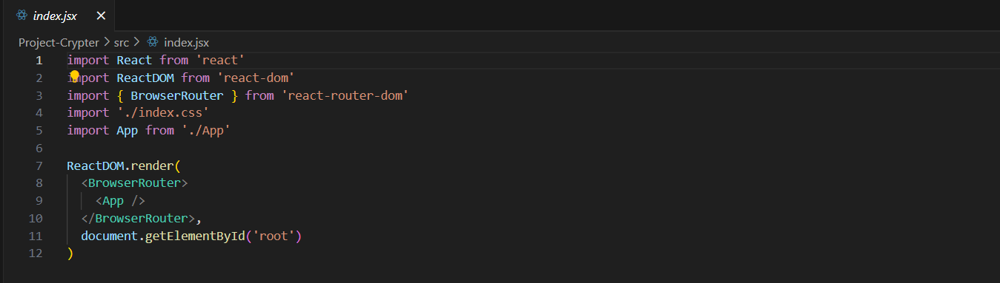 index.jsx
Project-Crypter > src > index.jsx
1 import React from 'react'
2 import ReactDOM from 'react-dom'
3 import { BrowserRouter } from 'react-router-dom'
4 import './index.css'
5 import App from './App'
6
7 ReactDOM.render(
8   <BrowserRouter>
9     <App />
10   </BrowserRouter>,
11   document.getElementById('root')
12 )